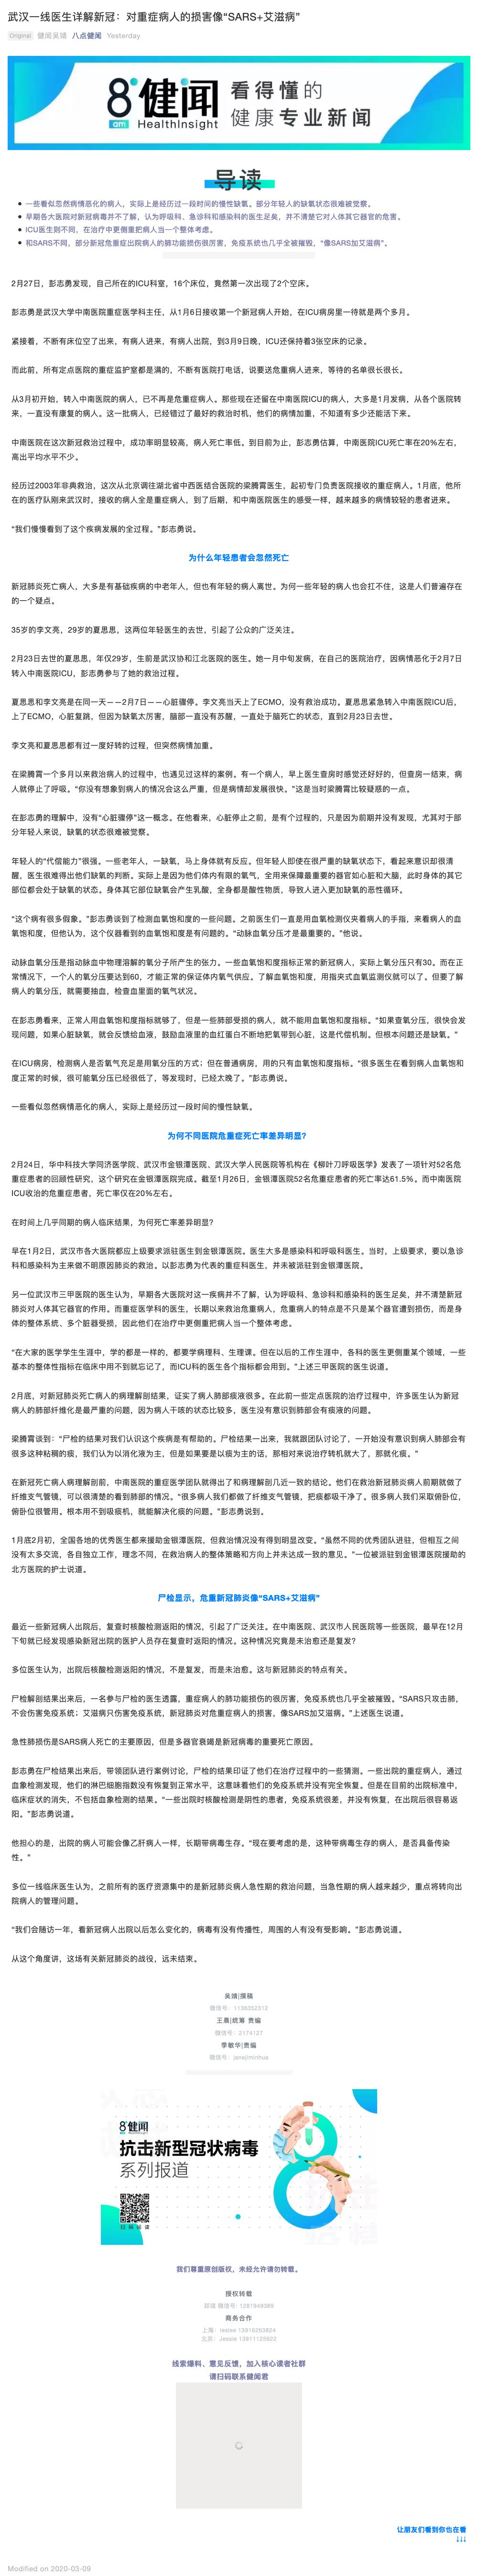 武汉一线医生详解新冠：对重症病人的损害像“SARS+艾滋病”
Original 健闻吴靖 八点健闻 Yesterday
8 am 健闻 HealthInsight 看得懂的
健康专业新闻
导读
一些看似忽然病情恶化的病人，实际上是经历过一段时间的慢性缺氧。部分年轻人的缺氧状态很难被觉察。
早期各大医院对新冠病毒并不了解，认为呼吸科、急诊科和感染科的医生足矣，并不清楚它对人体其它器官的危害。
ICU医生则不同，在治疗中更侧重把病人当一个整体考虑。
和SARS不同，部分新冠危重症出院病人的肺功能损伤很厉害，免疫系统也几乎全被摧毁，“像SARS加艾滋病”。
2月27日，彭志勇发现，自己所在的ICU科室，16个床位，竟然第一次出现了2个空床。
彭志勇是武汉大学中南医院重症医学科主任，从1月6日接收第一个新冠病人开始，在ICU病房里一待就是两个多月。
紧接着，不断有床位空了出来，有病人进来，有病人出院，到3月9日晚，ICU还保持着3张空床的记录。
而此前，所有定点医院的重症监护室都是满的，不断有医院打电话，说要送危重病人进来，等待的名单很长很长。
从3月初开始，转入中南医院的病人，已不再是危重症病人。那些现在还留在中南医院ICU的病人，大多是1月发病，从各个医院转
来，一直没有康复的病人。这一批病人，已经错过了最好的救治时机，他们的病情加重，不知道有多少还能活下来。
中南医院在这次新冠救治过程中，成功率明显较高，病人死亡率低。到目前为止，彭志勇估算，中南医院ICU死亡率在20%左右，
高出平均水平不少。
经历过2003年非典救治，这次从北京调往湖北省中西医结合医院的梁腾霄医生，起初专门负责医院接收的重症病人。1月底，他所
在的医疗队刚来武汉时，接收的病人全是重症病人，到了后期，和中南医院医生的感受一样，越来越多的病情较轻的患者进来。
“我们慢慢看到了这个疾病发展的全过程。”彭志勇说。
为什么年轻患者会忽然死亡
新冠肺炎死亡病人，大多是有基础疾病的中老年人，但也有年轻的病人离世。为何一些年轻的病人也会扛不住，这是人们普遍存在
的一个疑点。
35岁的李文亮，29岁的夏思思，这两位年轻医生的去世，引起了公众的广泛关注。
2月23日去世的夏思思，年仅29岁，生前是武汉协和江北医院的医生。她一月中旬发病，在自己的医院治疗，因病情恶化于2月7日
转入中南医院ICU，彭志勇参与了她的救治过程。
夏思思和李文亮是在同一天——2月7日——心脏骤停。李文亮当天上了ECMO，没有救治成功。夏思思紧急转入中南医院ICU后，
上了ECMO，心脏复跳，但因为缺氧太厉害，脑部一直没有苏醒，一直处于脑死亡的状态，直到2月23日去世。
李文亮和夏思思都有过一度好转的过程，但突然病情加重。
在梁腾霄一个多月以来救治病人的过程中，也遇见过这样的案例。有一个病人，早上医生查房时感觉还好好的，但查房一结束，病
人就停止了呼吸。“你没有想象到病人的情况会这么严重，但是病情却发展很快。”这是当时梁腾霄比较疑惑的一点。
在彭志勇的理解中，没有“心脏骤停”这一概念。在他看来，心脏停止之前，是有个过程的，只是因为前期并没有发现，尤其对于部
分年轻人来说，缺氧的状态很难被觉察。
年轻人的“代偿能力”很强。一些老年人，一缺氧，马上身体就有反应。但年轻人即使在很严重的缺氧状态下，看起来意识却很清
醒，医生很难得出他们缺氧的判断。实际上是因为他们体内有限的氧气，全用来保障最重要的器官如心脏和大脑，此时身体的其它
部位都会处于缺氧的状态。身体其它部位缺氧会产生乳酸，全身都是酸性物质，导致人进入更加缺氧的恶性循环。
“这个病有很多假象。”彭志勇谈到了检测血氧饱和度的一些问题。之前医生们一直是用血氧检测仪夹着病人的手指，来看病人的血
氧饱和度，但他认为，这个仪器看到的血氧饱和度是有问题的。“动脉血氧分压才是最重要的。”他说。
动脉血氧分压是指动脉血中物理溶解的氧分子所产生的张力。一些血氧饱和度指标正常的新冠病人，实际上氧分压只有30。而在正
常情况下，一个人的氧分压要达到60，才能正常的保证体内氧气供应。了解血氧饱和度，用指夹式血氧监测仪就可以了。但要了解
病人的氧分压，就需要抽血，检查血里面的氧气状况。
在彭志勇看来，正常人用血氧饱和度指标就够了，但是一些肺部受损的病人，就不能用血氧饱和度指标。“如果查氧分压，很快会发
现问题，如果心脏缺氧，就会反馈给血液，鼓励血液里的血红蛋白不断地把氧带到心脏，这是代偿机制。但根本问题还是缺氧。”
在ICU病房，检测病人是否氧气充足是用氧分压的方式；但在普通病房，用的只有血氧饱和度指标。“很多医生在看到病人血氧饱和
度正常的时候，很可能氧分压已经很低了，等发现时，已经太晚了。”彭志勇说。
一些看似忽然病情恶化的病人，实际上是经历过一段时间的慢性缺氧。
为何不同医院危重症死亡率差异明显?
2月24日，华中科技大学同济医学院、武汉市金银潭医院、武汉大学人民医院等机构在《柳叶刀呼吸医学》发表了一项针对52名危
重症患者的回顾性研究，这个研究在金银潭医院完成。截至1月26日，金银潭医院52名危重症患者的死亡率达61.5%。而中南医院
ICU收治的危重症患者，死亡率仅在20%左右。
在时间上几乎同期的病人临床结果，为何死亡率差异明显?
早在1月2日，武汉市各大医院都应上级要求派驻医生到金银潭医院。医生大多是感染科和呼吸科医生。当时，上级要求，要以急诊
科和感染科为主来做不明原因肺炎的救治。以彭志勇为代表的重症科医生，并未被派驻到金银潭医院。
另一位武汉市三甲医院的医生认为，早期各大医院对这一疾病并不了解，认为呼吸科、急诊科和感染科的医生足矣，并不清楚新冠
肺炎对人体其它器官的作用。而重症医学科的医生，长期以来救治危重病人，危重病人的特点是不只是某个器官遭到损伤，而是身
体的整体系统、多个脏器受损，因此他们在治疗中更侧重把病人当一个整体考虑。
“在大家的医学学生生涯中，学的都是一样的，都要学病理科、生理课。但在以后的工作生涯中，各科的医生更侧重某个领域，一些
基本的整体性指标在临床中用不到就忘记了，而ICU科的医生各个指标都会用到。”上述三甲医院的医生说道。
2月底，对新冠肺炎死亡病人的病理解剖结果，证实了病人肺部痰液很多。在此前一些定点医院的治疗过程中，许多医生认为新冠
病人的肺部纤维化是最严重的问题，因为病人干咳的状态比较多，医生没有意识到肺部会有痰液的问题。
梁腾霄谈到：“尸检的结果对我们认识这个疾病是有帮助的。尸检结果一出来，我就跟团队讨论了，一开始没有意识到病人肺部会有
很多这种粘稠的痰，我们认为以消化液为主，但是如果要是以痰为主的话，那相对来说治疗转机就大了，那就化痰。”
在新冠死亡病人病理解剖前，中南医院的重症医学团队就得出了和病理解剖几近一致的结论。他们在救治新冠肺炎病人前期就做了
纤维支气管镜，可以很清楚的看到肺部的情况。“很多病人我们都做了纤维支气管镜，把痰都吸干净了。很多病人我们采取俯卧位，
俯卧位很管用。根本用不到吸痰机，就能解决化痰的问题。”彭志勇说到。
1月底2月初，全国各地的优秀医生都来援助金银潭医院，但救治情况没有得到明显改变。“虽然不同的优秀团队进驻，但相互之间
没有太多交流，各自独立工作，理念不同，在救治病人的整体策略和方向上并未达成一致的意见。”一位被派驻到金银潭医院援助的
北方医院的护士说道。
尸检显示，危重新冠肺炎像“SARS+艾滋病”
最近一些新冠病人出院后，复查时核酸检测返阳的情况，引起了广泛关注。在中南医院、武汉市人民医院等一些医院，最早在12月
下旬就已经发现感染新冠出院的医护人员存在复查时返阳的情况。这种情况究竟是未治愈还是复发?
多位医生认为，出院后核酸检测返阳的情况，不是复发，而是未治愈。这与新冠肺炎的特点有关。
尸检解剖结果出来后，一名参与尸检的医生透露，重症病人的肺功能损伤的很厉害，免疫系统也几乎全被摧毁。“SARS只攻击肺，
不会伤害免疫系统；艾滋病只伤害免疫系统，新冠肺炎对危重症病人的损害，像SARS加艾滋病。”上述医生说道。
急性肺损伤是SARS病人死亡的主要原因，但是多器官衰竭是新冠病毒的重要死亡原因。
彭志勇在尸检结果出来后，带领团队进行案例讨论，尸检的结果印证了他们在治疗过程中的一些猜测。一些出院的重症病人，通过
血象检测发现，他们的淋巴细胞指数没有恢复到正常水平，这意味着他们的免疫系统并没有完全恢复。但是在目前的出院标准中，
临床症状的消失，不包括血象检测的结果。“一些出院时核酸检测是阴性的患者，免疫系统很差，并没有恢复，在出院后很容易返
阳。”彭志勇说道。
他担心的是，出院的病人可能会像乙肝病人一样，长期带病毒生存。“现在要考虑的是，这种带病毒生存的病人，是否具备传染
性。”
多位一线临床医生认为，之前所有的医疗资源集中的是新冠肺炎病人急性期的救治问题，当急性期的病人越来越少，重点将转向出
院病人的管理问题。
“我们会随访一年，看新冠病人出院以后怎么变化的，病毒有没有传播性，周围的人有没有受影响。”彭志勇说道。
从这个角度讲，这场有关新冠肺炎的战役，远未结束。
吴靖|撰稿
微信号：1136352312
王晨|统筹 责编
微信号：2174127
季敏华|责编
微信号：janejiminhua
8 am 健闻
抗击新型冠状病毒
系列报道
扫码阅读
我们尊重原创版权，未经允许请勿转载。
授权转载
郑琪 微信号: 1281949389
商务合作
上海: leslee 13916263824
北京: Jessie 13911125822
线索爆料、意见反馈，加入核心读者社群
请扫码联系健闻君
让朋友们看到你也在看
↓↓↓
Modified on 2020-03-09